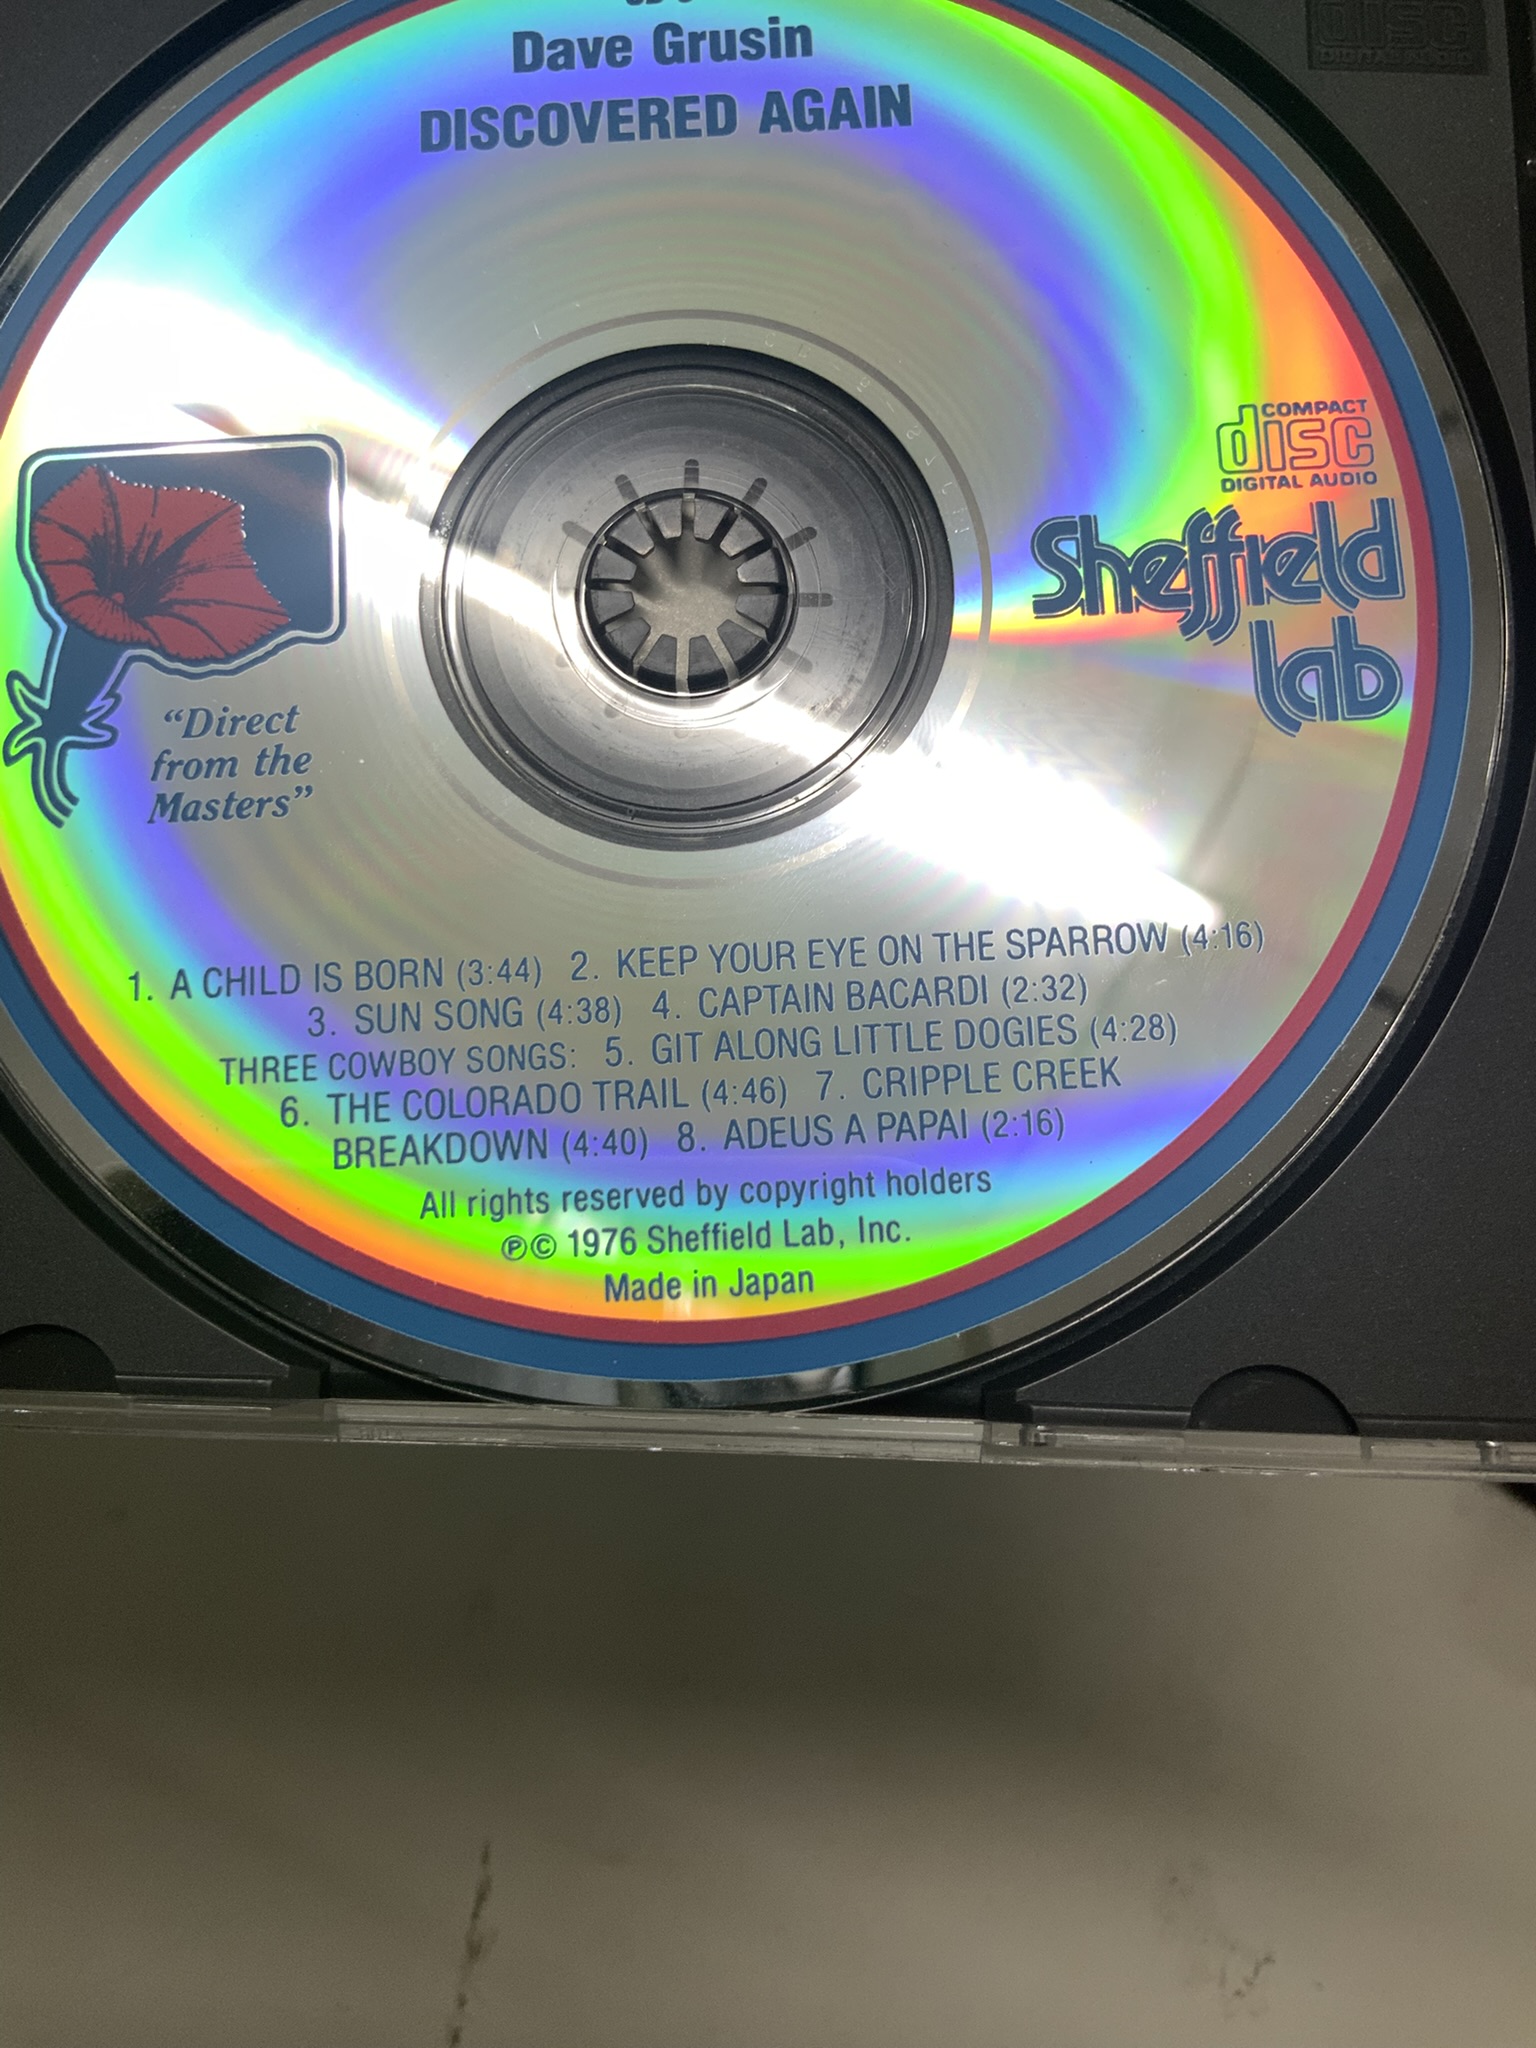 Dave Grusin
DISCOVERED AGAIN
disc
DIGITAL AUDIO
COMPACT
disc
DIGITAL AUDIO
Sheffield
Lab
“Direct
from the
Masters”
1. A CHILD IS BORN (3:44) 2. KEEP YOUR EYE ON THE SPARROW (4:16)
3. SUN SONG (4:38) 4. CAPTAIN BACARDI (2:32)
THREE COWBOY SONGS: 5. GIT ALONG LITTLE DOGIES (4:28)
6. THE COLORADO TRAIL (4:46) 7. CRIPPLE CREEK
BREAKDOWN (4:40) 8. ADEUS A PAPAI (2:16)
All rights reserved by copyright holders
℗© 1976 Sheffield Lab, Inc.
Made in Japan